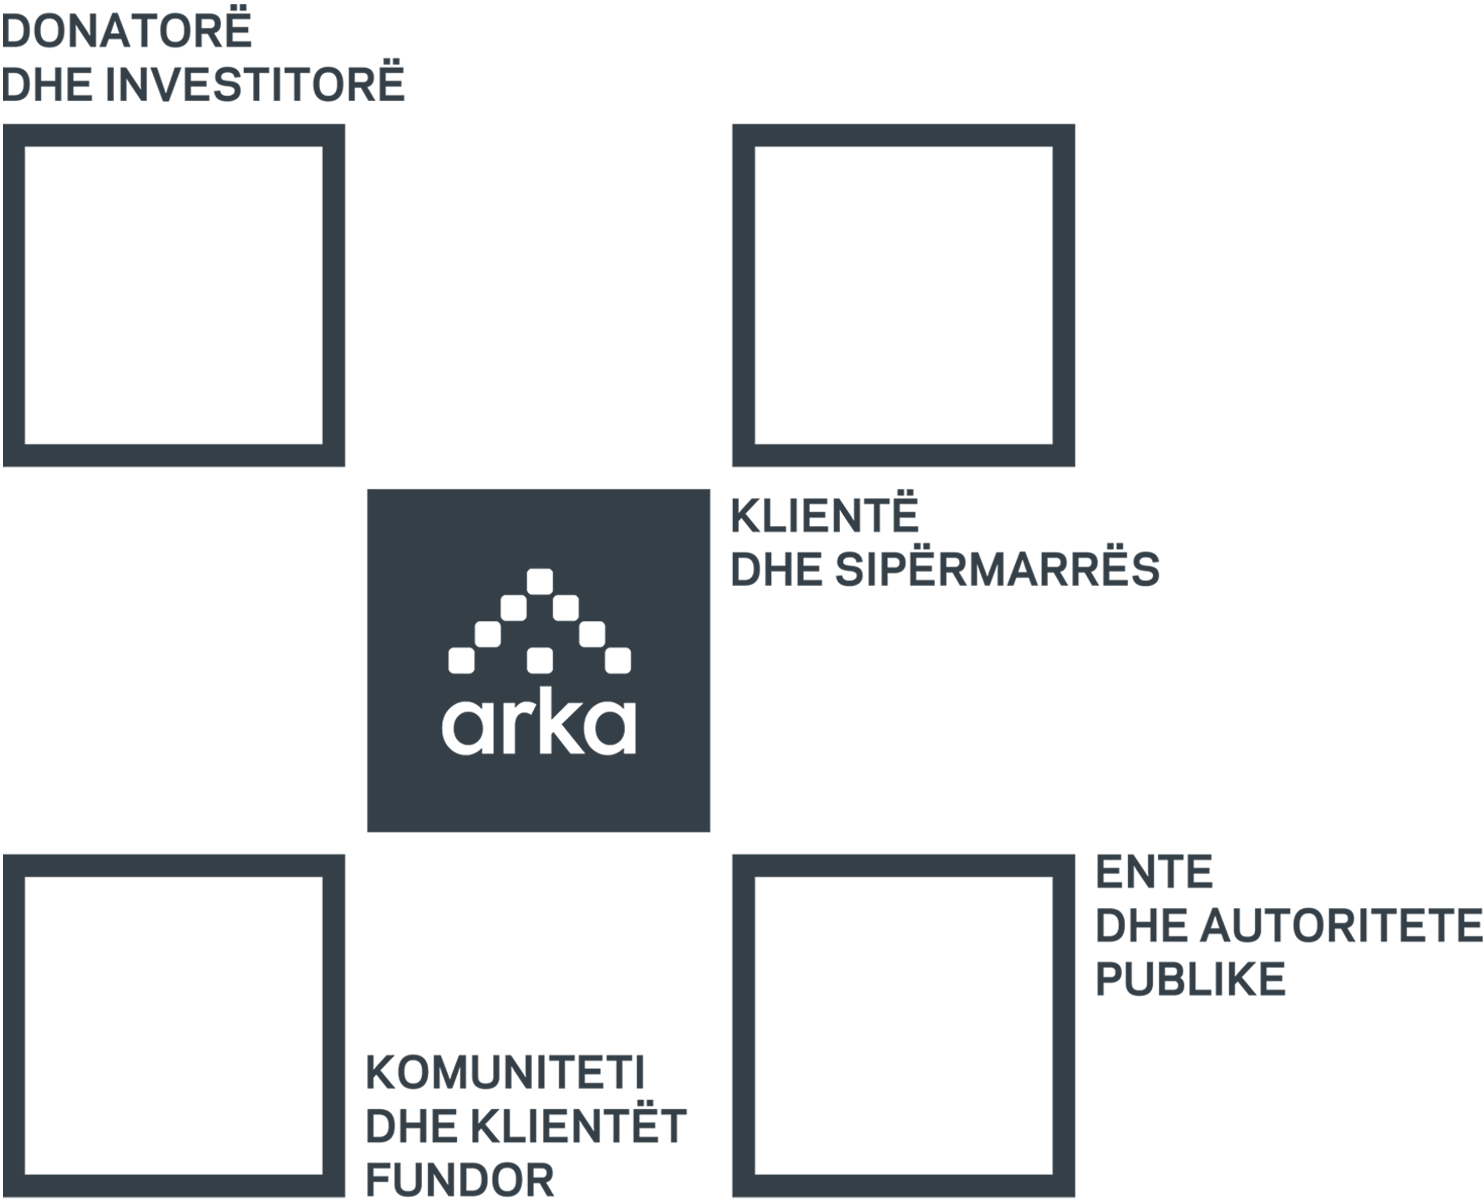 DONATORË
DHE INVESTITORË
KLIENTË
DHE SIPËRMARRËS
arka
ENTE
DHE AUTORITETE
PUBLIKE
KOMUNITETI
DHE KLIENTËT
FUNDOR